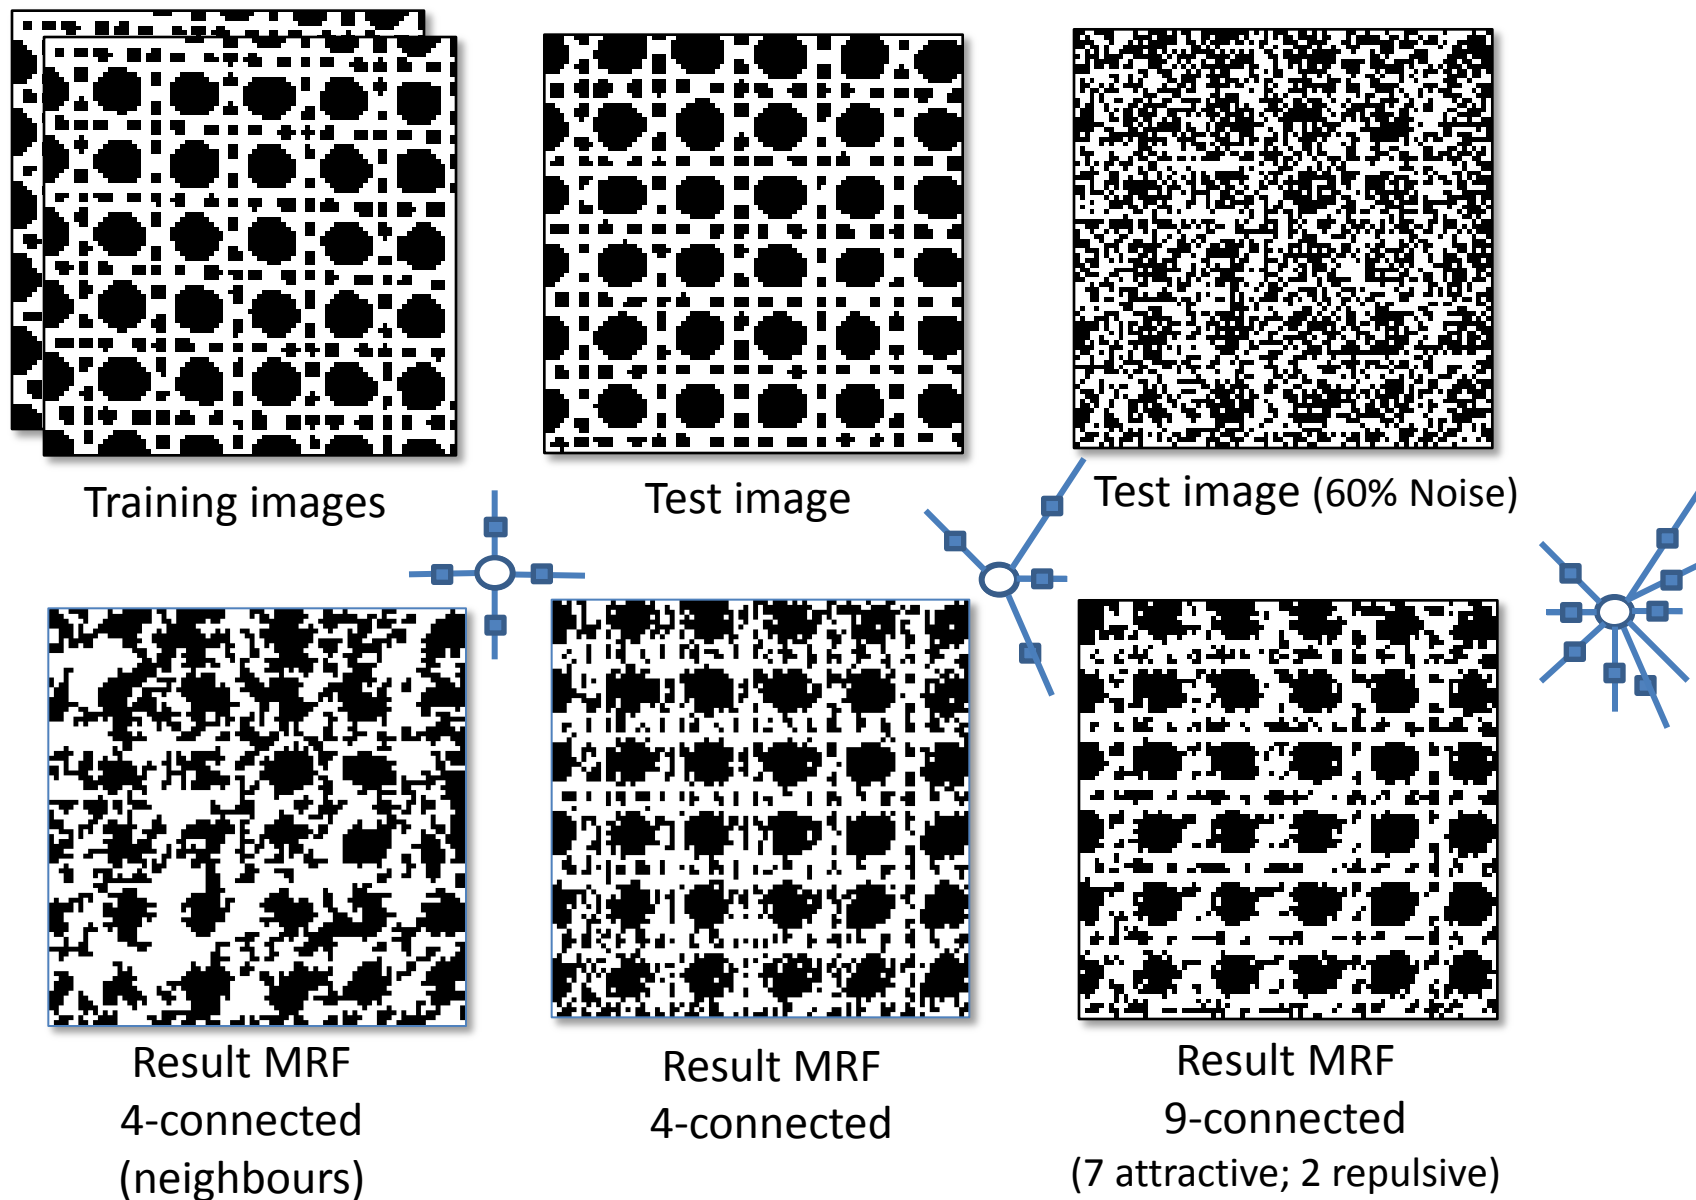 Training images
Test image
Test image (60% Noise)
Result MRF
4-connected
(neighbours)
Result MRF
4-connected
Result MRF
9-connected
(7 attractive; 2 repulsive)